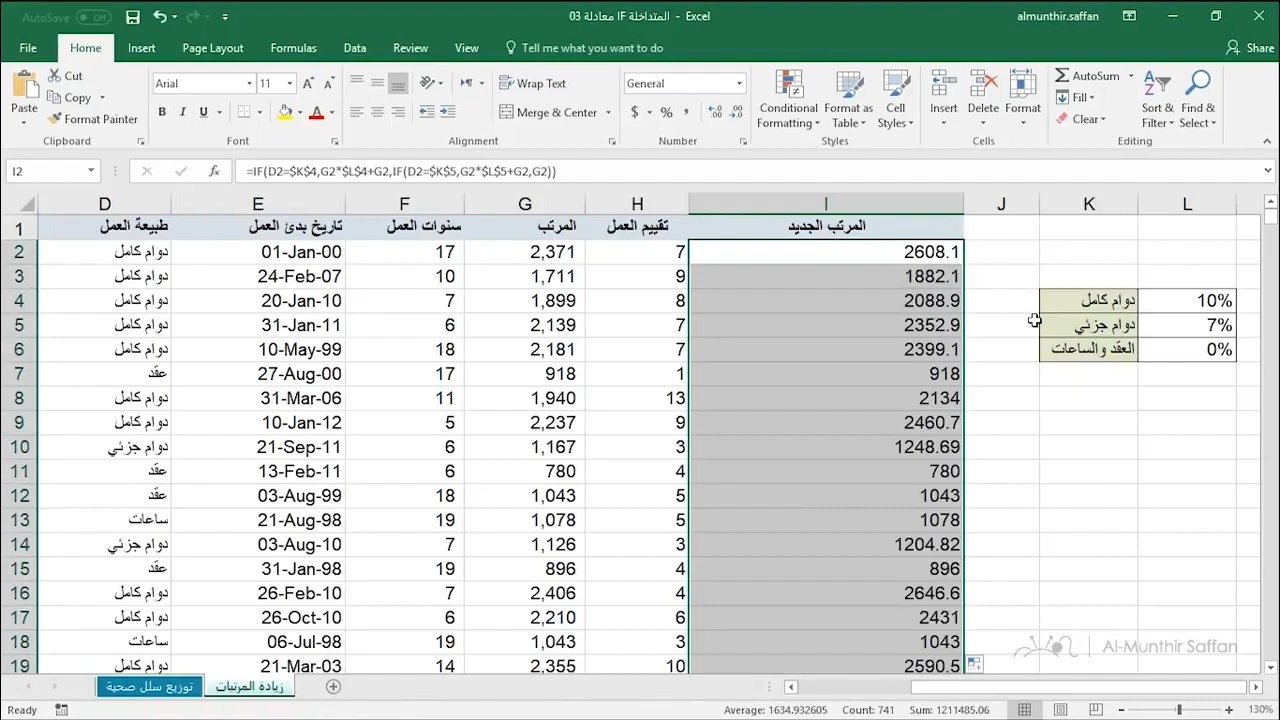 AutoSave Off
03 معادلة IF المتداخلة - Excel
almunthir.saffan
File Home Insert Page Layout Formulas Data Review View Tell me what you want to do Share
Paste Cut Copy Format Painter
Arial 11
B I U
Wrap Text Merge & Center
General
$ % ,
Conditional Formatting Format as Table Cell Styles
Insert Delete Format
AutoSum Fill Clear
Sort & Filter Find & Select
Clipboard Font Alignment Number Styles Cells Editing
I2 fx =IF(D2=$K$4,G2*$L$4+G2,IF(D2=$K$5,G2*$L$5+G2,G2))
D E F G H I J K L
1 طبيعة العمل تاريخ بدئ العمل سنوات العمل المرتب تقييم العمل المرتب الجديد
2 دوام كامل 01-Jan-00 17 2,371 7 2608.1
3 دوام كامل 24-Feb-07 10 1,711 9 1882.1
4 دوام كامل 20-Jan-10 7 1,899 8 2088.9 دوام كامل 10%
5 دوام كامل 31-Jan-11 6 2,139 7 2352.9 دوام جزئي 7%
6 دوام كامل 10-May-99 18 2,181 7 2399.1 العقد والساعات 0%
7 عقد 27-Aug-00 17 918 1 918
8 دوام كامل 31-Mar-06 11 1,940 13 2134
9 دوام كامل 10-Jan-12 5 2,237 9 2460.7
10 دوام جزئي 21-Sep-11 6 1,167 3 1248.69
11 عقد 13-Feb-11 6 780 4 780
12 عقد 03-Aug-99 18 1,043 5 1043
13 ساعات 21-Aug-98 19 1,078 5 1078
14 دوام جزئي 03-Aug-10 7 1,126 3 1204.82
15 عقد 31-Jan-98 19 896 4 896
16 دوام كامل 26-Feb-10 7 2,406 4 2646.6
17 دوام كامل 26-Oct-10 6 2,210 6 2431
18 ساعات 06-Jul-98 19 1,043 3 1043
19 دوام كامل 21-Mar-03 14 2,355 10 2590.5
Al-Munthir Saffan
توزيع سلل صحية زيادة المرتبات
Ready Average: 1634.932605 Count: 741 Sum: 1211485.06 130%